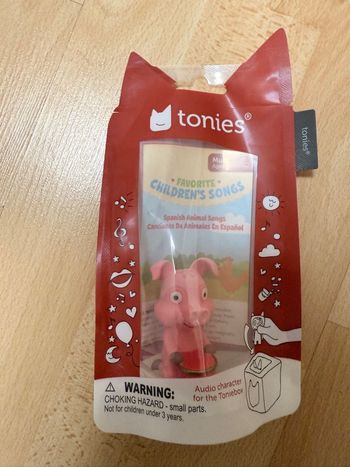 tonies®
tonies®
Mu
FAVORITE
CHILDREN'S SONGS
Spanish Animal Songs
Canciones De Animales En Español
WARNING:
CHOKING HAZARD - small parts.
Not for children under 3 years.
Audio character
for the Toniebox